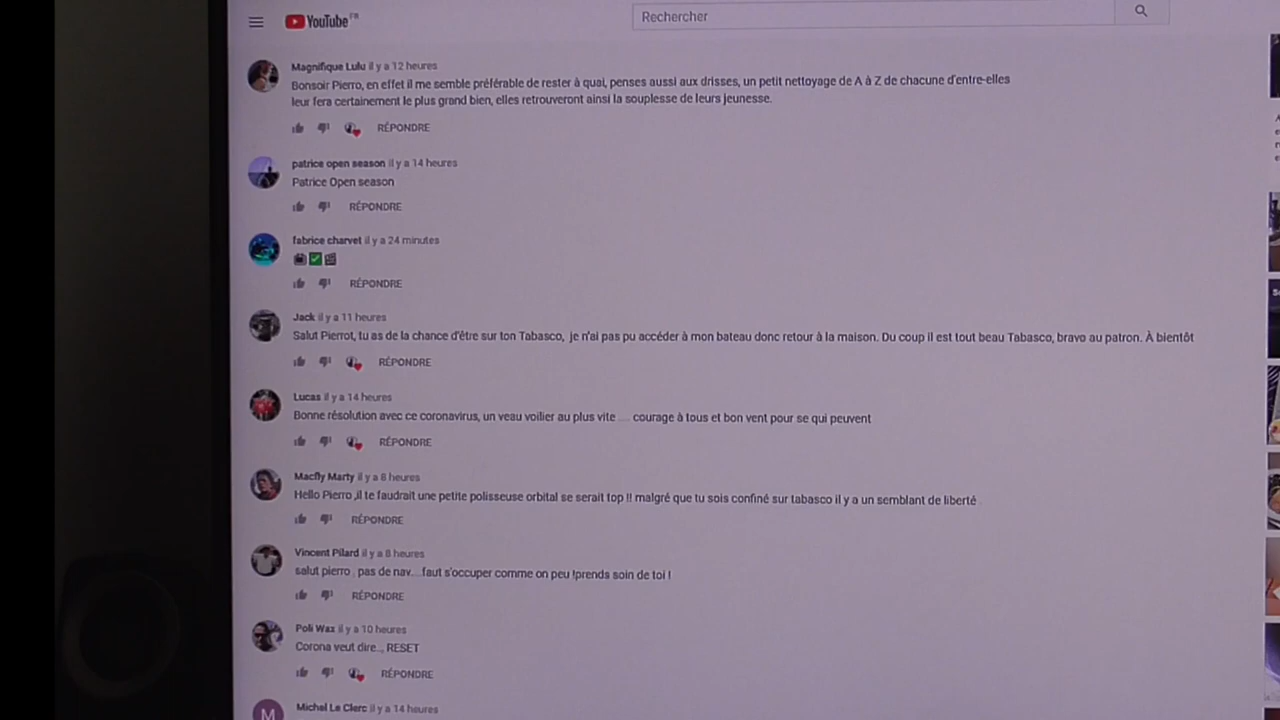 YouTube FR
Rechercher
Magnifique Lulu il y a 12 heures
Bonsoir Pierro, en effet il me semble préférable de rester à quai, penses aussi aux drisses, un petit nettoyage de A à Z de chacune d'entre-elles
leur fera certainement le plus grand bien, elles retrouveront ainsi la souplesse de leurs jeunesse.
RÉPONDRE
patrice open season il y a 14 heures
Patrice Open season
RÉPONDRE
fabrice charvet il y a 24 minutes
RÉPONDRE
Jack il y a 11 heures
Salut Pierrot, tu as de la chance d'être sur ton Tabasco, je n'ai pas pu accéder à mon bateau donc retour à la maison. Du coup il est tout beau Tabasco, bravo au patron. À bientôt
RÉPONDRE
Lucas il y a 14 heures
Bonne résolution avec ce coronavirus, un veau voilier au plus vite .... courage à tous et bon vent pour se qui peuvent
RÉPONDRE
Macfly Marty il y a 8 heures
Hello Pierro ,il te faudrait une petite polisseuse orbital se serait top !! malgré que tu sois confiné sur tabasco il y a un semblant de liberté .
RÉPONDRE
Vincent Pilard il y a 8 heures
salut pierro . pas de nav....faut s'occuper comme on peu !prends soin de toi !
RÉPONDRE
Poli Wax il y a 10 heures
Corona veut dire..., RESET
RÉPONDRE
M
Michel Le Clerc il y a 14 heures